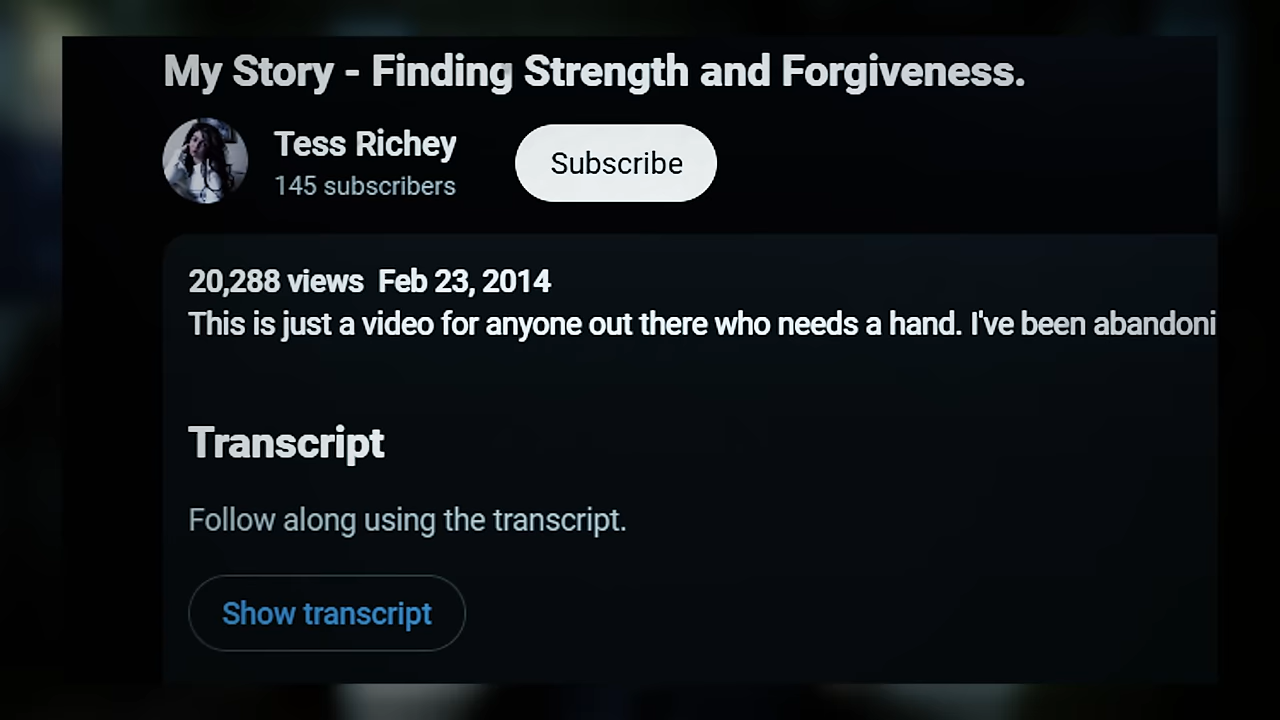 My Story - Finding Strength and Forgiveness.
Tess Richey
145 subscribers
Subscribe
20,288 views Feb 23, 2014
This is just a video for anyone out there who needs a hand. I've been abandoni
Transcript
Follow along using the transcript.
Show transcript